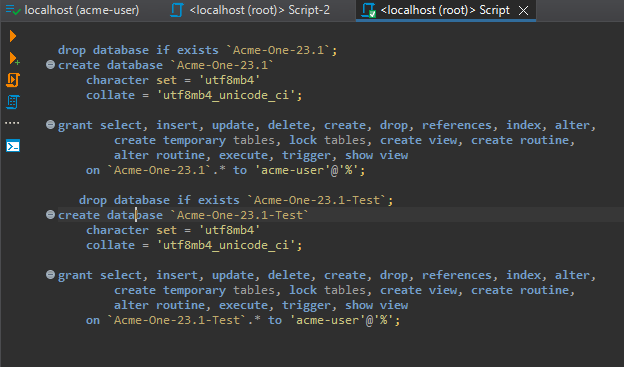 localhost (acme-user)
<localhost (root)> Script-2
<localhost (root)> Script
drop database if exists `Acme-One-23.1`;
create database `Acme-One-23.1`
character set = 'utf8mb4'
collate = 'utf8mb4_unicode_ci';
grant select, insert, update, delete, create, drop, references, index, alter,
create temporary tables, lock tables, create view, create routine,
alter routine, execute, trigger, show view
on `Acme-One-23.1`.* to 'acme-user'@'%';
drop database if exists `Acme-One-23.1-Test`;
create database `Acme-One-23.1-Test`
character set = 'utf8mb4'
collate = 'utf8mb4_unicode_ci';
grant select, insert, update, delete, create, drop, references, index, alter,
create temporary tables, lock tables, create view, create routine,
alter routine, execute, trigger, show view
on `Acme-One-23.1-Test`.* to 'acme-user'@'%';